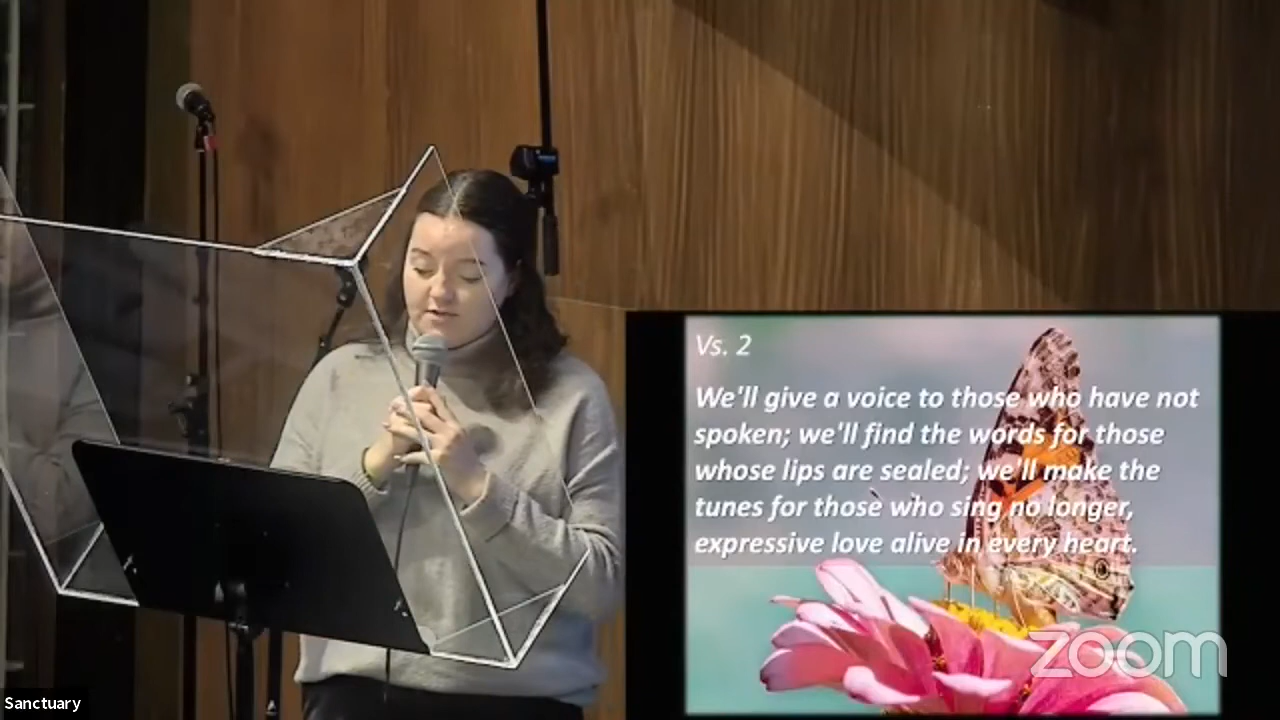 Vs. 2
We'll give a voice to those who have not
spoken; we'll find the words for those
whose lips are sealed; we'll make the
tunes for those who sing no longer,
expressive love alive in every heart.
zoom
Sanctuary